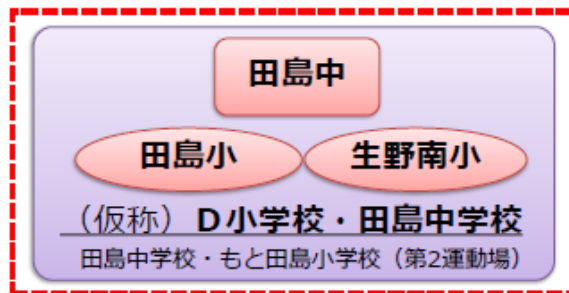 田島中
田島小 生野南小
（仮称）D小学校・田島中学校
田島中学校・もと田島小学校（第2運動場）